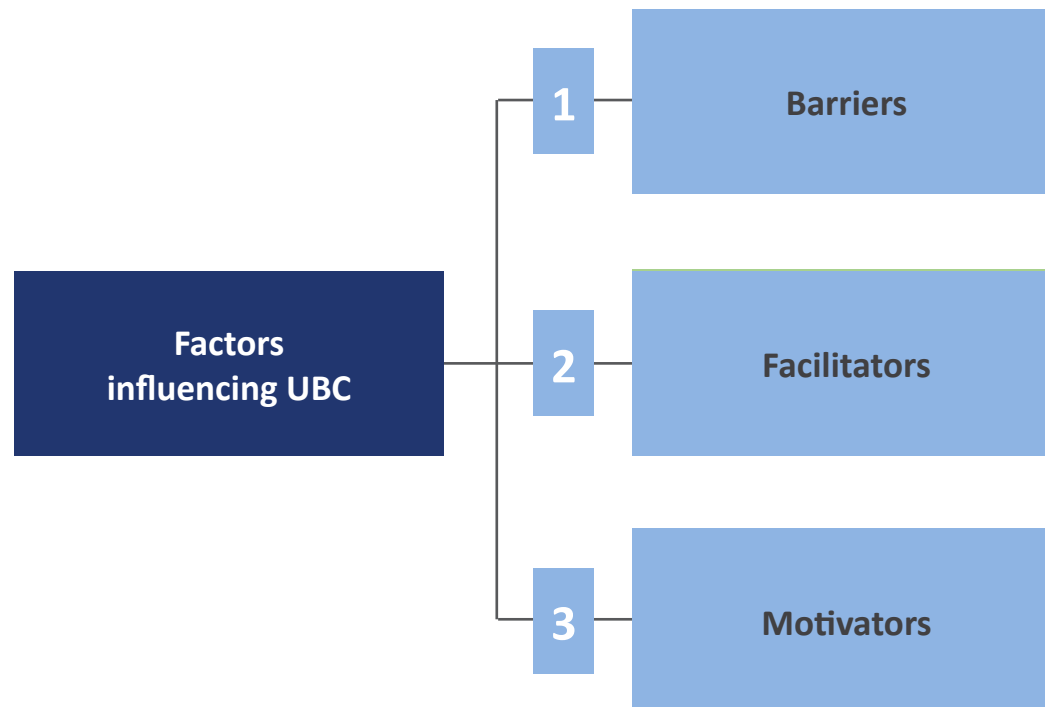 1
Barriers
Factors
influencing UBC
2
Facilitators
3
Motivators